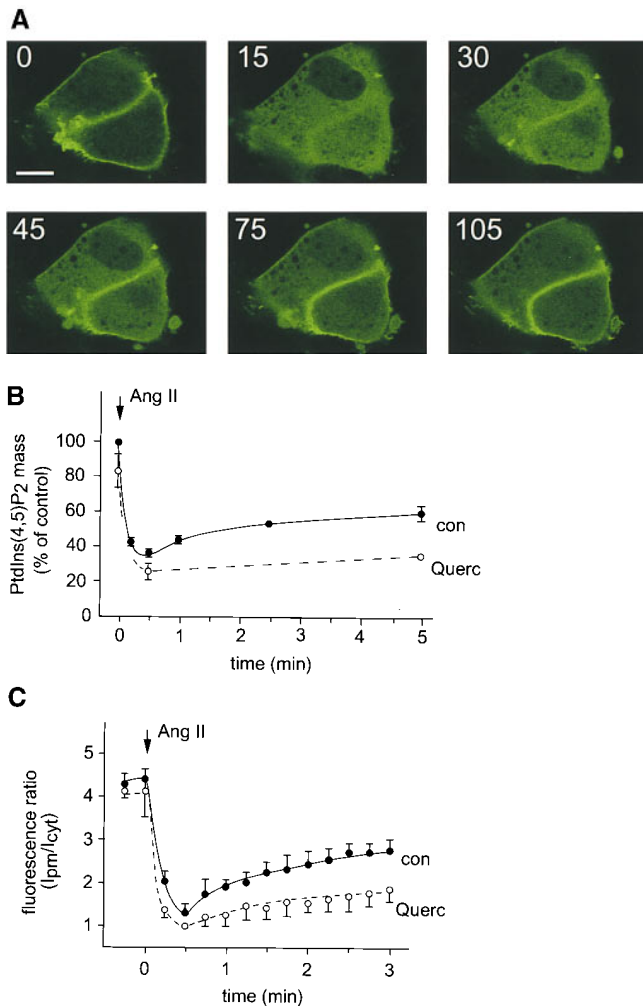 A
0 15 30
45 75 105
B
Ang II
100
80
60
40
20
0
PtdIns(4,5)P2 mass
(% of control)
con
Querc
0 1 2 3 4 5
time (min)
C
Ang II
5
4
3
2
1
fluorescence ratio
(Ipm/Icyt)
con
Querc
0 1 2 3
time (min)